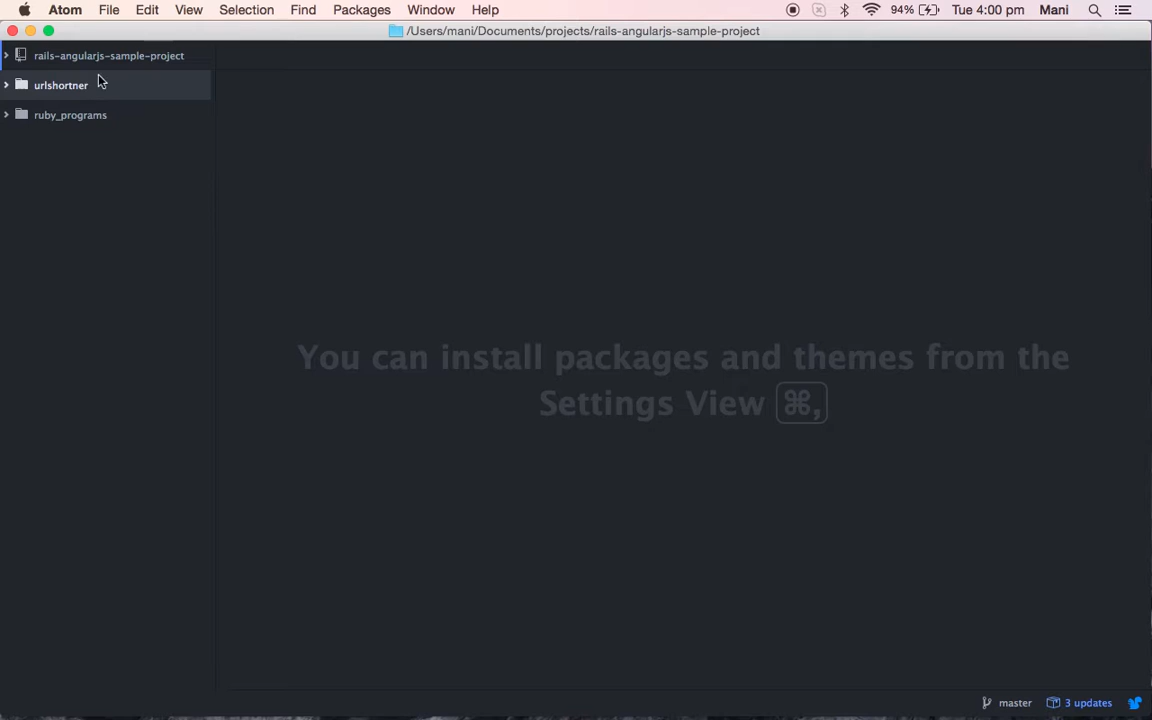 Atom File Edit View Selection Find Packages Window Help 94% Tue 4:00 pm Mani
/Users/mani/Documents/projects/rails-angularjs-sample-project
rails-angularjs-sample-project
urlshortner
ruby_programs
You can install packages and themes from the
Settings View ⌘,
master 3 updates